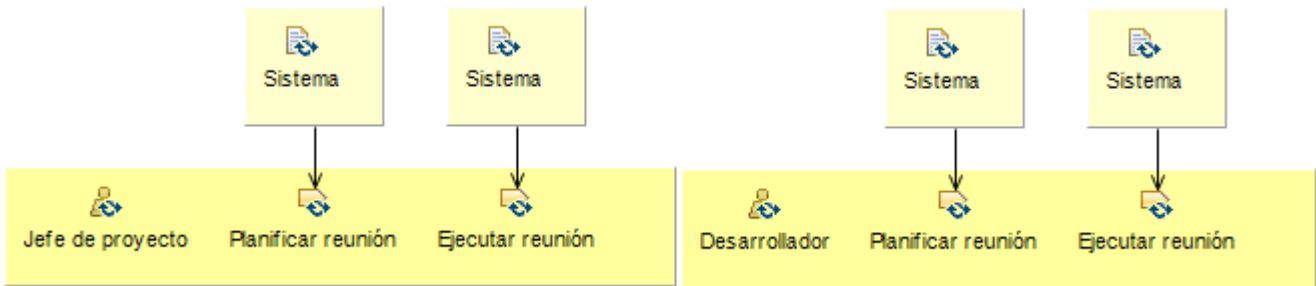 Sistema
Sistema
Sistema
Sistema
Jefe de proyecto
Planificar reunión
Ejecutar reunión
Desarrollador
Planificar reunión
Ejecutar reunión